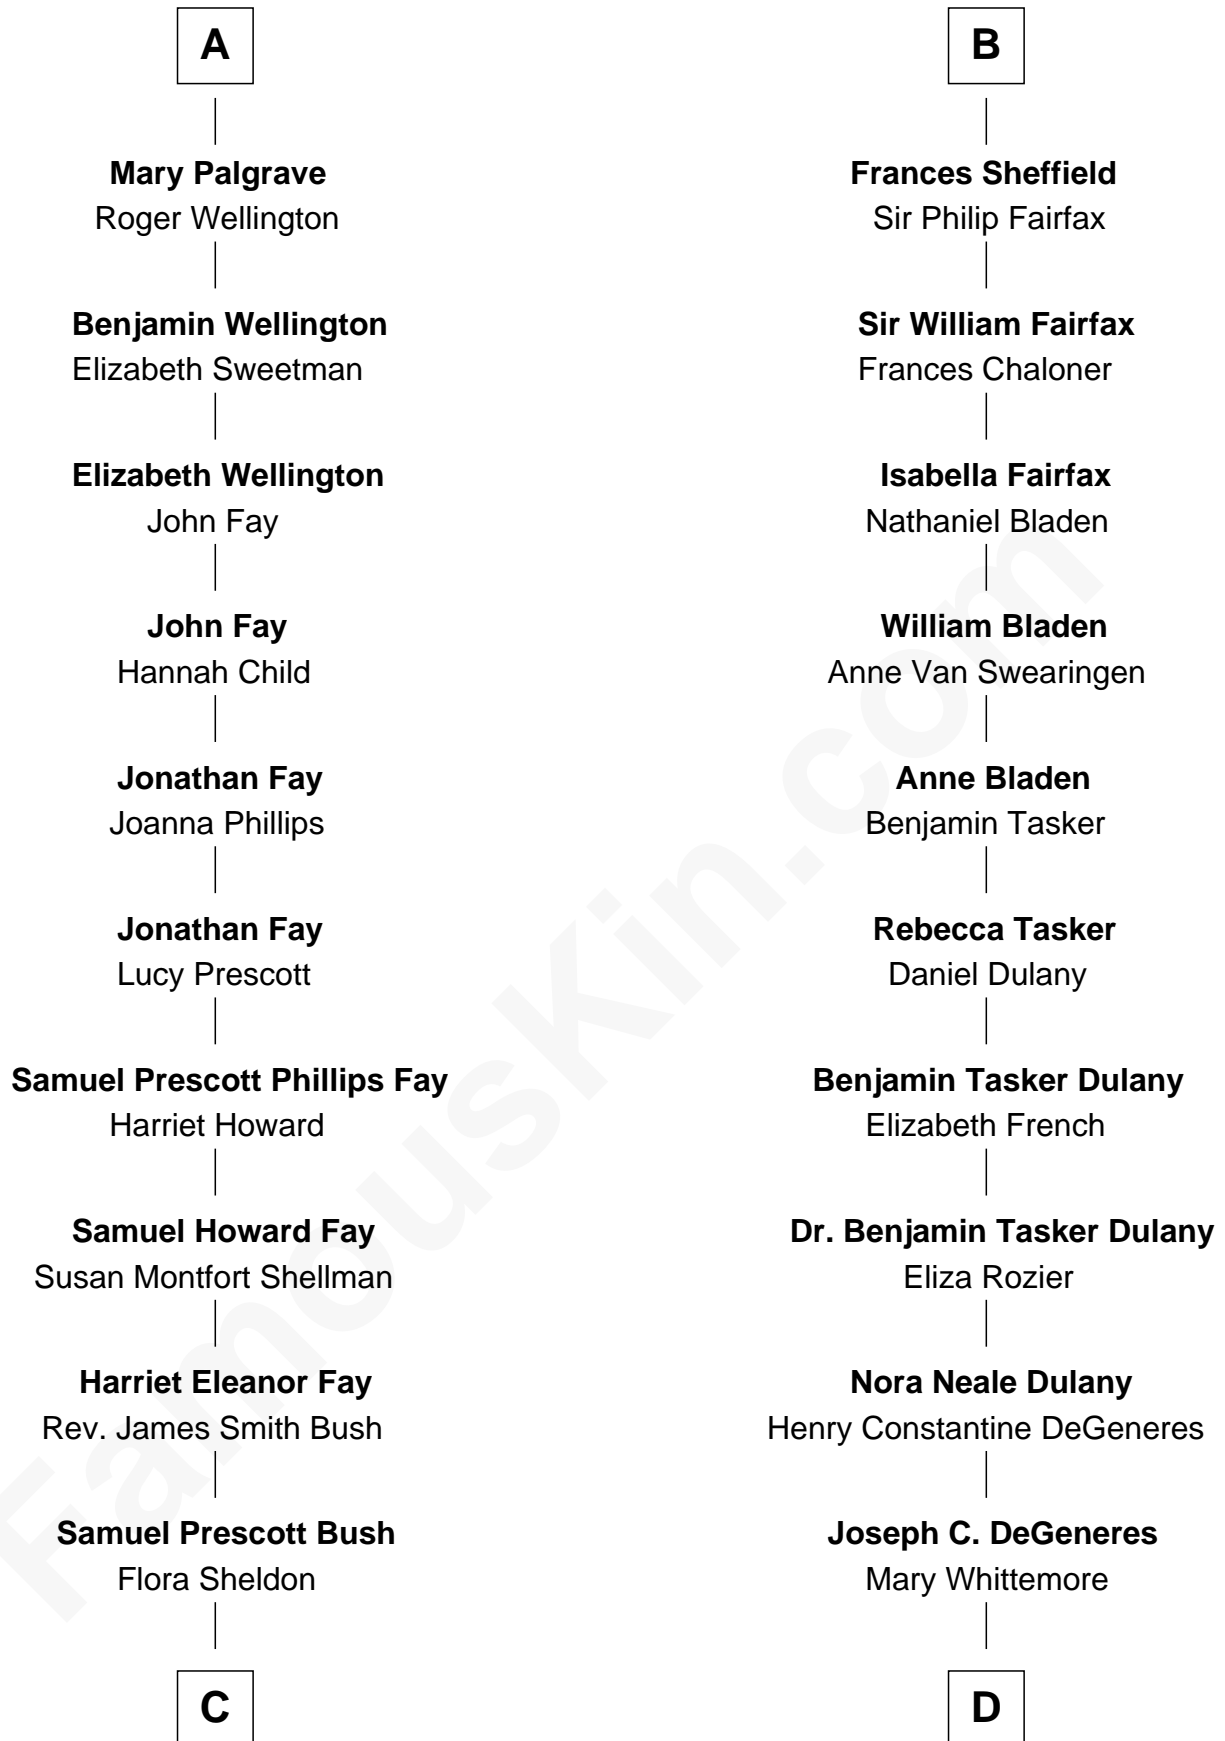 A
Mary Palgrave
Roger Wellington
Benjamin Wellington
Elizabeth Sweetman
Elizabeth Wellington
John Fay
John Fay
Hannah Child
Jonathan Fay
Joanna Phillips
Jonathan Fay
Lucy Prescott
Samuel Prescott Phillips Fay
Harriet Howard
Samuel Howard Fay
Susan Montfort Shellman
Harriet Eleanor Fay
Rev. James Smith Bush
Samuel Prescott Bush
Flora Sheldon
C
B
Frances Sheffield
Sir Philip Fairfax
Sir William Fairfax
Frances Chaloner
Isabella Fairfax
Nathaniel Bladen
William Bladen
Anne Van Swearingen
Anne Bladen
Benjamin Tasker
Rebecca Tasker
Daniel Dulany
Benjamin Tasker Dulany
Elizabeth French
Dr. Benjamin Tasker Dulany
Eliza Rozier
Nora Neale Dulany
Henry Constantine DeGeneres
Joseph C. DeGeneres
Mary Whittemore
D
FamousKin.com